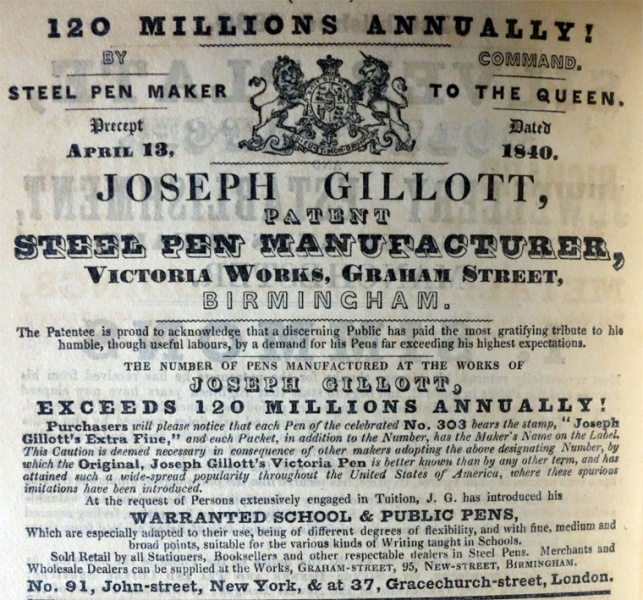 120 MILLIONS ANNUALLY!
BY COMMAND.
STEEL PEN MAKER TO THE QUEEN.
Precept Dated
APRIL 13, 1840.
JOSEPH GILLOTT,
PATENT
STEEL PEN MANUFACTURER,
VICTORIA WORKS, GRAHAM STREET,
BIRMINGHAM.
The Patentee is proud to acknowledge that a discerning Public has paid the most gratifying tribute to his
humble, though useful labours, by a demand for his Pens far exceeding his highest expectations.
THE NUMBER OF PENS MANUFACTURED AT THE WORKS OF
JOSEPH GILLOTT,
EXCEEDS 120 MILLIONS ANNUALLY!
Purchasers will please notice that each Pen of the celebrated No. 303 bears the stamp, "Joseph
Gillott's Extra Fine," and each Packet, in addition to the Number, has the Maker's Name on the Label.
This Caution is deemed necessary in consequence of other makers adopting the above designating Number, by
which the Original, Joseph Gillott's Victoria Pen is better known than by any other term, and has
attained such a wide-spread popularity throughout the United States of America, where these spurious
imitations have been introduced.
At the request of Persons extensively engaged in Tuition, J. G. has introduced his
WARRANTED SCHOOL & PUBLIC PENS,
Which are especially adapted to their use, being of different degrees of flexibility, and with fine, medium and
broad points, suitable for the various kinds of Writing taught in Schools.
Sold Retail by all Stationers, Booksellers and other respectable dealers in Steel Pens. Merchants and
Wholesale Dealers can be supplied at the Works, GRAHAM-STREET, 95, NEW-STREET, BIRMINGHAM.
No. 91, John-street, New York, & at 37, Gracechurch-street, London.